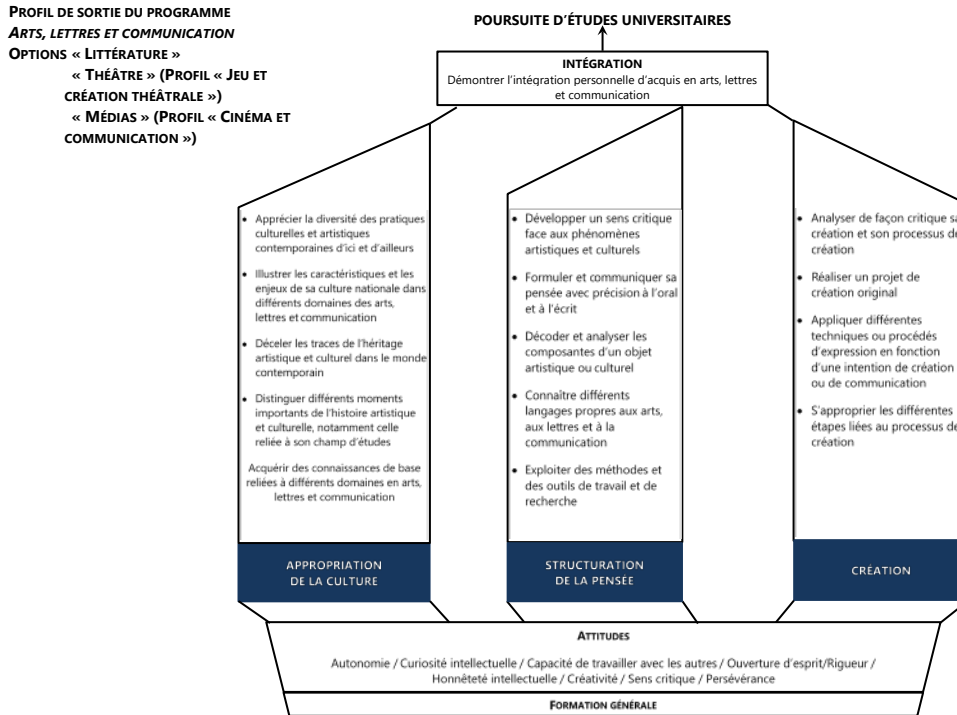 PROFIL DE SORTIE DU PROGRAMME
ARTS, LETTRES ET COMMUNICATION
OPTIONS « LITTÉRATURE »
« THÉÂTRE » (PROFIL « JEU ET
CRÉATION THÉÂTRALE »)
« MÉDIAS » (PROFIL « CINÉMA ET
COMMUNICATION »)
POURSUITE D'ÉTUDES UNIVERSITAIRES
INTÉGRATION
Démontrer l'intégration personnelle d'acquis en arts, lettres
et communication
• Apprécier la diversité des pratiques
culturelles et artistiques
contemporaines d'ici et d'ailleurs
• Illustrer les caractéristiques et les
enjeux de sa culture nationale dans
différents domaines des arts,
lettres et communication
• Déceler les traces de l'héritage
artistique et culturel dans le monde
contemporain
• Distinguer différents moments
importants de l'histoire artistique
et culturelle, notamment celle
reliée à son champ d'études
Acquérir des connaissances de base
reliées à différents domaines en arts,
lettres et communication
APPROPRIATION
DE LA CULTURE
• Développer un sens critique
face aux phénomènes
artistiques et culturels
• Formuler et communiquer sa
pensée avec précision à l'oral
et à l'écrit
• Décoder et analyser les
composantes d'un objet
artistique ou culturel
• Connaître différents
langages propres aux arts,
aux lettres et à la
communication
• Exploiter des méthodes et
des outils de travail et de
recherche
STRUCTURATION
DE LA PENSÉE
• Analyser de façon critique sa
création et son processus de
création
• Réaliser un projet de
création original
• Appliquer différentes
techniques ou procédés
d'expression en fonction
d'une intention de création
ou de communication
• S'approprier les différentes
étapes liées au processus de
création
CRÉATION
ATTITUDES
Autonomie / Curiosité intellectuelle / Capacité de travailler avec les autres / Ouverture d'esprit/Rigueur /
Honnêteté intellectuelle / Créativité / Sens critique / Persévérance
FORMATION GÉNÉRALE